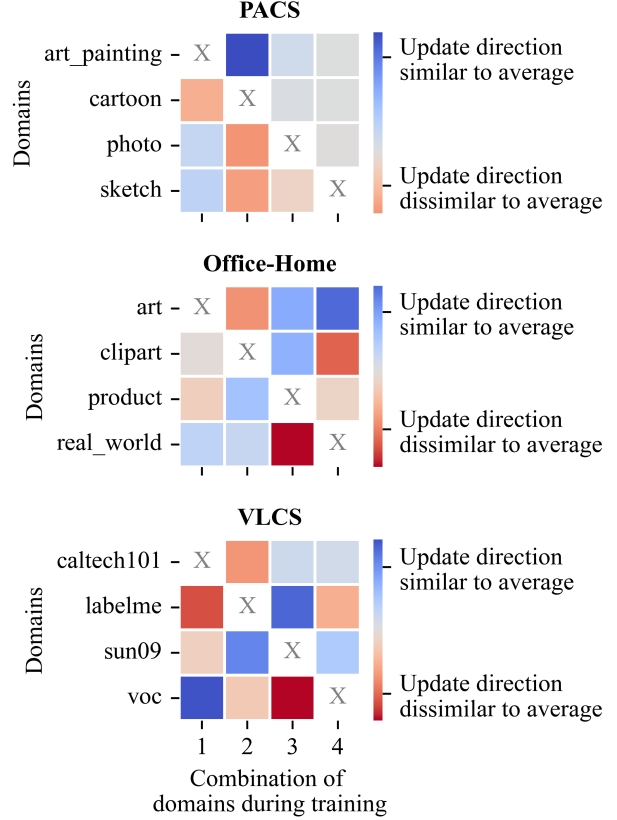 PACS
Domains
art_painting
X
cartoon
X
photo
X
sketch
X
Update direction
similar to average
Update direction
dissimilar to average
Office-Home
Domains
art
X
clipart
X
product
X
real_world
X
Update direction
similar to average
Update direction
dissimilar to average
VLCS
Domains
caltech101
X
labelme
X
sun09
X
voc
X
Update direction
similar to average
Update direction
dissimilar to average
1 2 3 4
Combination of
domains during training